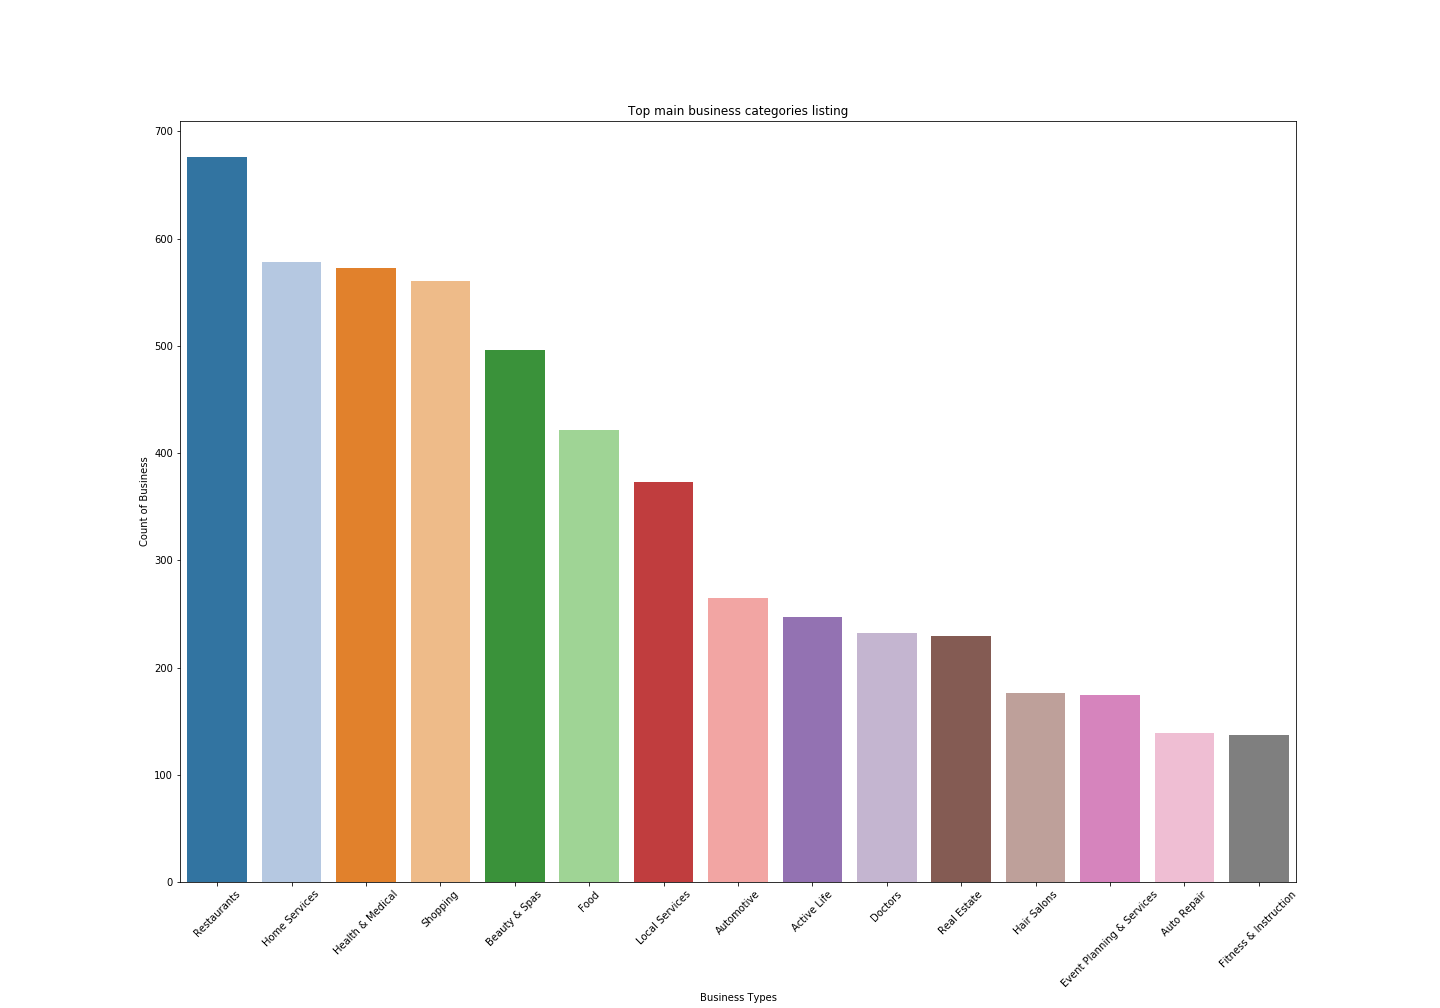 Top main business categories listing
700
600
500
400
300
200
100
0
Count of Business
Restaurants
Home Services
Health & Medical
Shopping
Beauty & Spas
Food
Local Services
Automotive
Active Life
Doctors
Real Estate
Hair Salons
Event Planning & Services
Auto Repair
Fitness & Instruction
Business Types